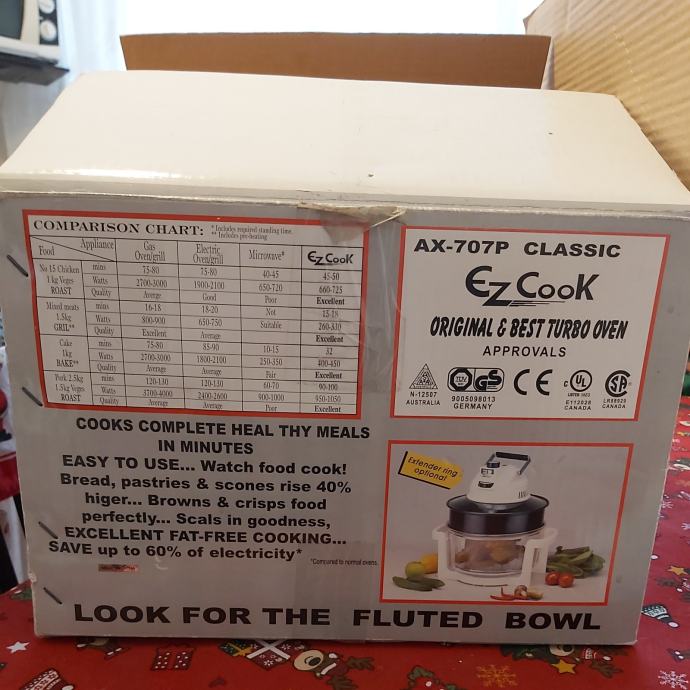 COMPARISON CHART: * Includes required standing time.
** Includes pre-heating
Food Appliance Gas Oven/grill Electric Oven/grill Microwave* EZ COOK
No 15 Chicken 1 kg Veges ROAST
mins 75-80 75-80 40-45 45-50
Watts 2700-3000 1900-2100 650-720 660-725
Quality Averge Good Poor Excellent
Mixed meats 1.5kg GRIL**
mins 16-18 18-20 Not 15-18
Watts 800-900 650-750 Suitable 260-330
Quality Excellent Average Excellent
Cake 1kg BAKE**
mins 75-80 85-90 10-15 32
Watts 2700-3000 1800-2100 250-350 400-450
Quality Average Average Fair Excellent
Pork 2.5kg 1.5kg Veges ROAST
mins 120-130 120-130 60-70 90-100
Watts 3700-4000 2400-2600 900-1000 950-1050
Quality Average Average Poor Excellent
COOKS COMPLETE HEAL THY MEALS
IN MINUTES
EASY TO USE... Watch food cook!
Bread, pastries & scones rise 40%
higer... Browns & crisps food
perfectly... Scals in goodness,
EXCELLENT FAT-FREE COOKING...
SAVE up to 60% of electricity*
*Compared to normal ovens.
AX-707P CLASSIC
EZ COOK
ORIGINAL & BEST TURBO OVEN
APPROVALS
N-12507
AUSTRALIA
TÜV GS
9005098013
GERMANY
CE
C UL
LISTED
E112028
CANADA
SA
LR88929
CANADA
Extender ring
optional
LOOK FOR THE FLUTED BOWL